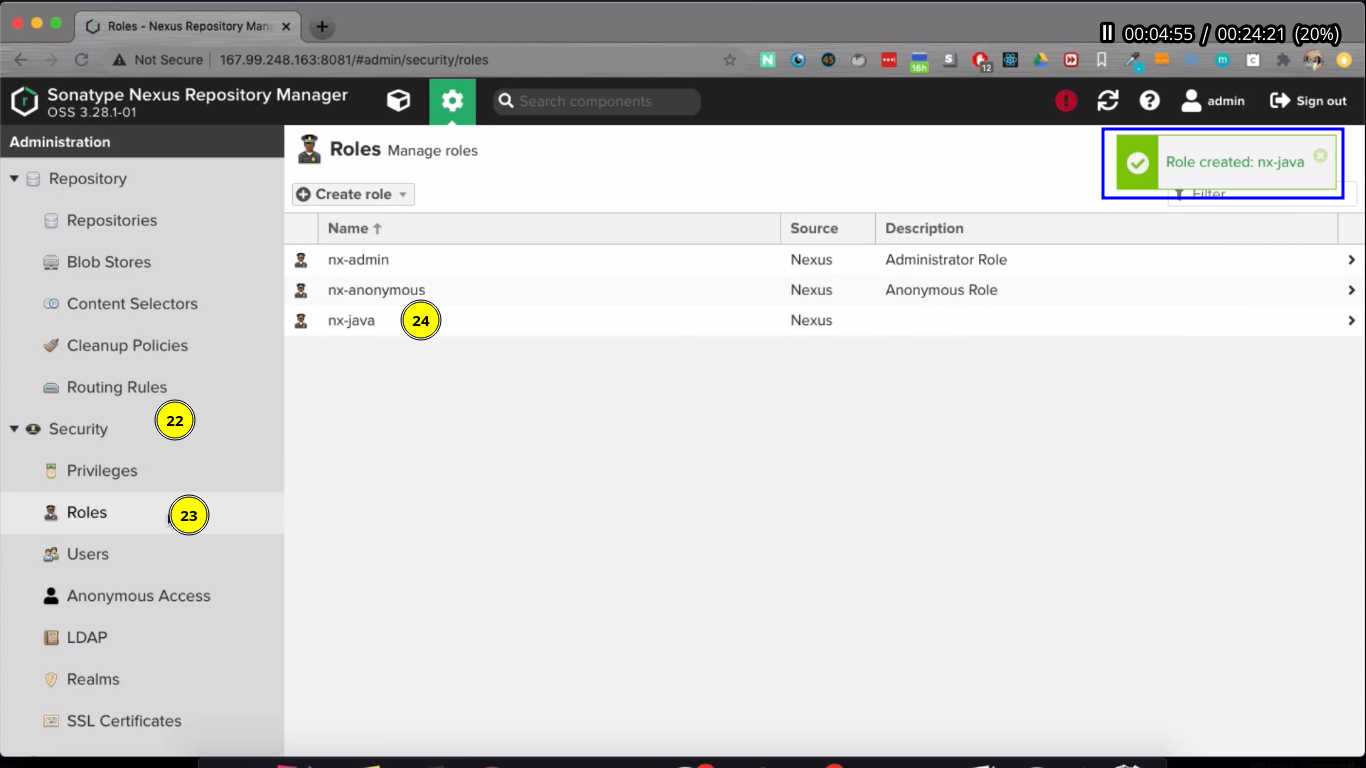 Roles - Nexus Repository Man
00:04:55 / 00:24:21 (20%)
Not Secure
167.99.248.163:8081/#admin/security/roles
45
16h
S
12
m
C
Sonatype Nexus Repository Manager
OSS 3.28.1-01
Search components
admin
Sign out
Administration
Repository
Repositories
Blob Stores
Content Selectors
Cleanup Policies
Routing Rules
22
Security
Privileges
Roles
23
Users
Anonymous Access
LDAP
Realms
SSL Certificates
Roles Manage roles
Role created: nx-java
Create role
Filter
Name Source Description
nx-admin Nexus Administrator Role
nx-anonymous Nexus Anonymous Role
nx-java 24 Nexus